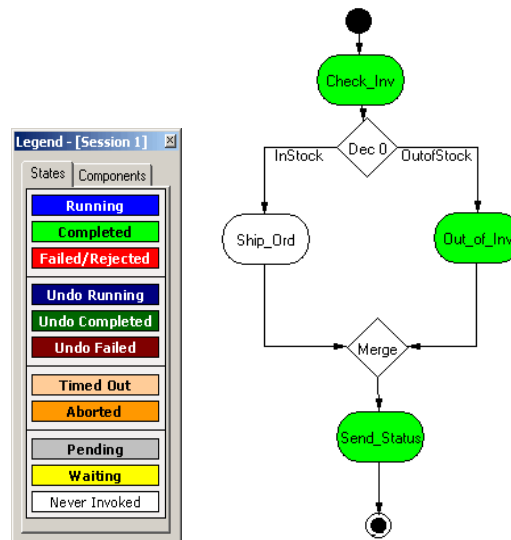 Legend - [Session 1]
States
Components
Running
Completed
Failed/Rejected
Undo Running
Undo Completed
Undo Failed
Timed Out
Aborted
Pending
Waiting
Never Invoked
Check_Inv
InStock
Dec 0
OutofStock
Ship_Ord
Out_of_Inv
Merge
Send_Status